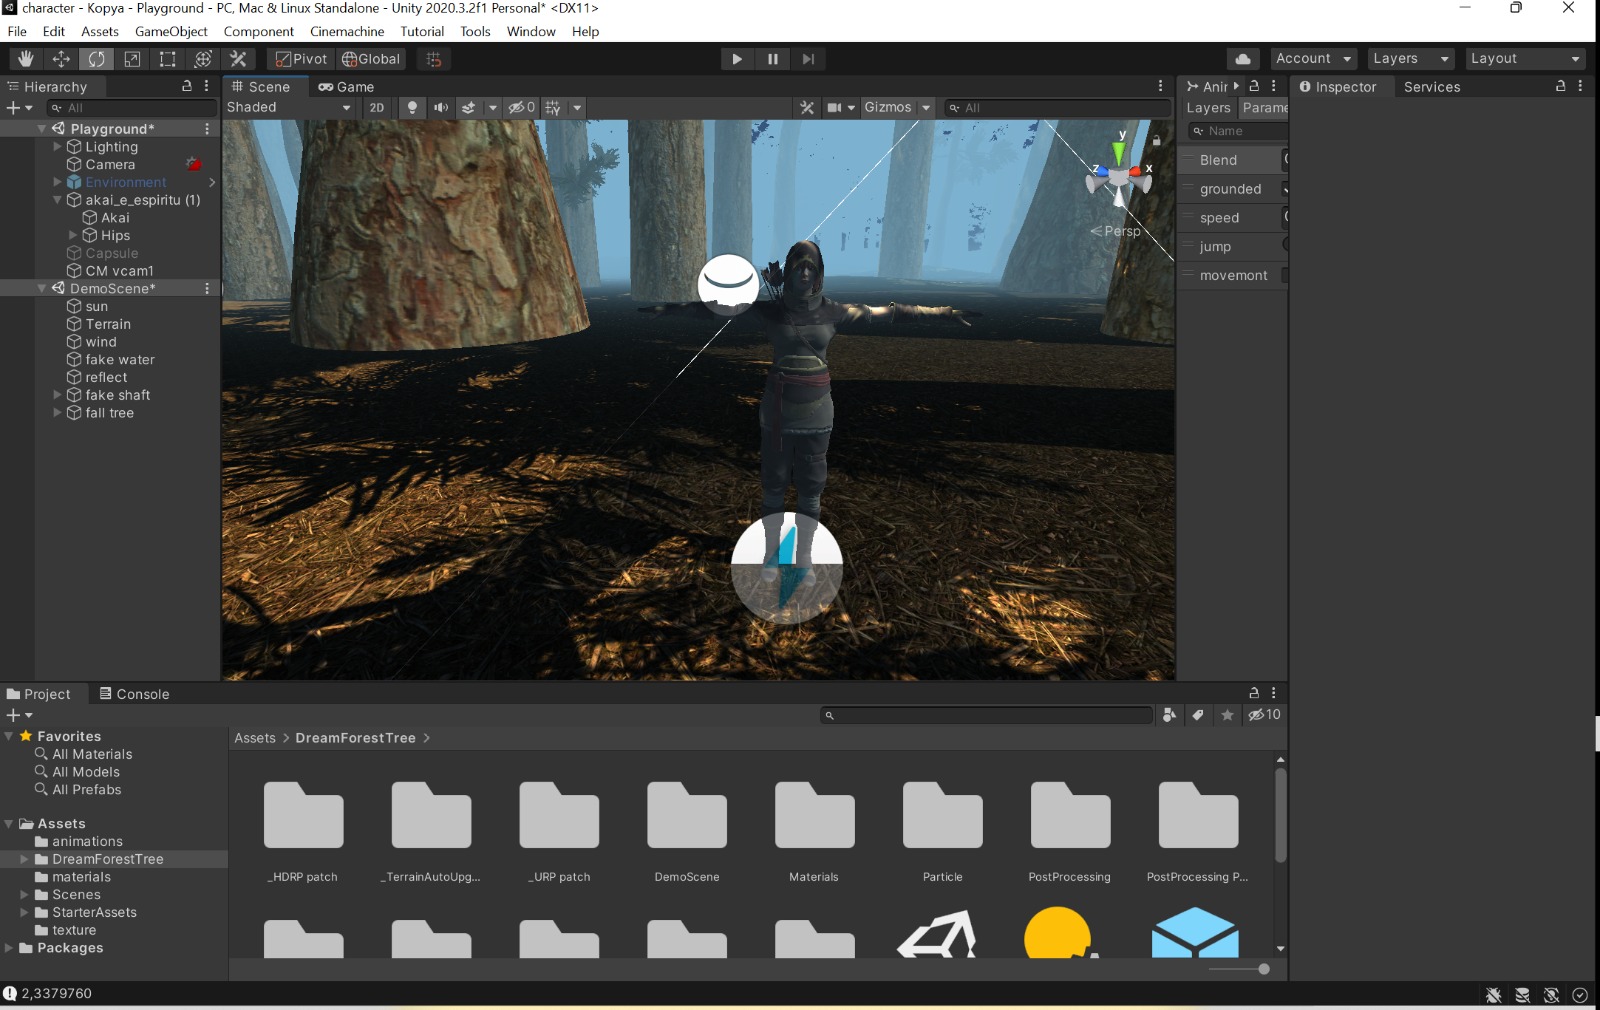 character - Kopya - Playground - PC, Mac & Linux Standalone - Unity 2020.3.2f1 Personal* <DX11>
File Edit Assets GameObject Component Cinemachine Tutorial Tools Window Help
Pivot Global Account Layers Layout
Hierarchy Scene Game Inspector Services
All Shaded 2D 0 Gizmos All Layers
Name
Playground*
Lighting
Camera
Environment
akai_e_espiritu (1)
Akai
Hips
Capsule
CM vcam1
DemoScene*
sun
Terrain
wind
fake water
reflect
fake shaft
fall tree
y
z x
Persp
Blend
grounded
speed
jump
movemont
Project Console
10
Favorites
All Materials
All Models
All Prefabs
Assets
animations
DreamForestTree
materials
Scenes
StarterAssets
texture
Packages
Assets > DreamForestTree >
_HDRP patch _TerrainAutoUpg... _URP patch DemoScene Materials Particle PostProcessing PostProcessing P...
2,3379760